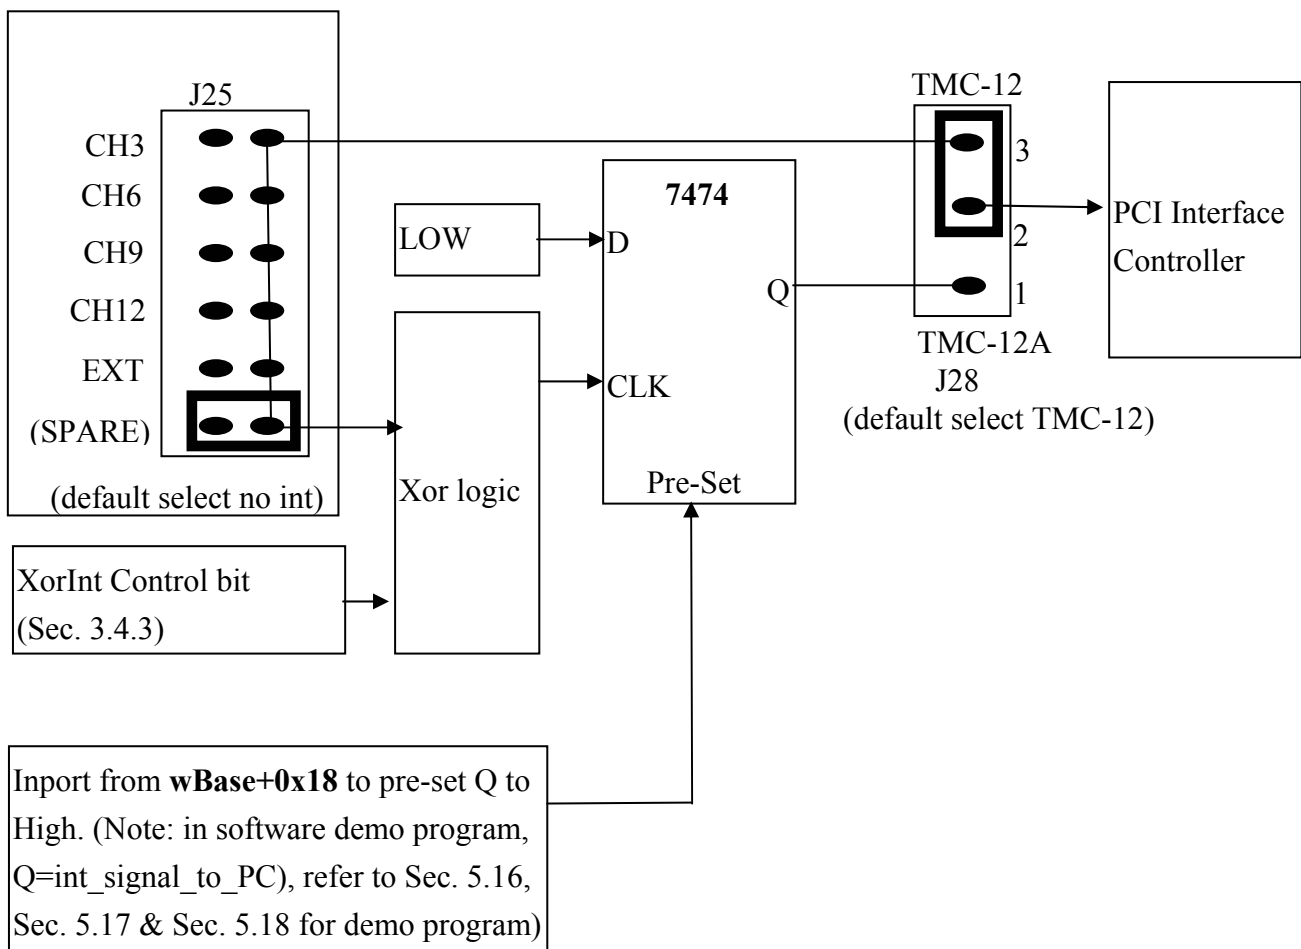 J25
CH3
CH6
CH9
CH12
EXT
(SPARE)
(default select no int)
XorInt Control bit
(Sec. 3.4.3)
LOW
Xor logic
7474
D
Q
CLK
Pre-Set
TMC-12
3
2
1
TMC-12A
J28
(default select TMC-12)
PCI Interface
Controller
Inport from wBase+0x18 to pre-set Q to
High. (Note: in software demo program,
Q=int_signal_to_PC), refer to Sec. 5.16,
Sec. 5.17 & Sec. 5.18 for demo program)